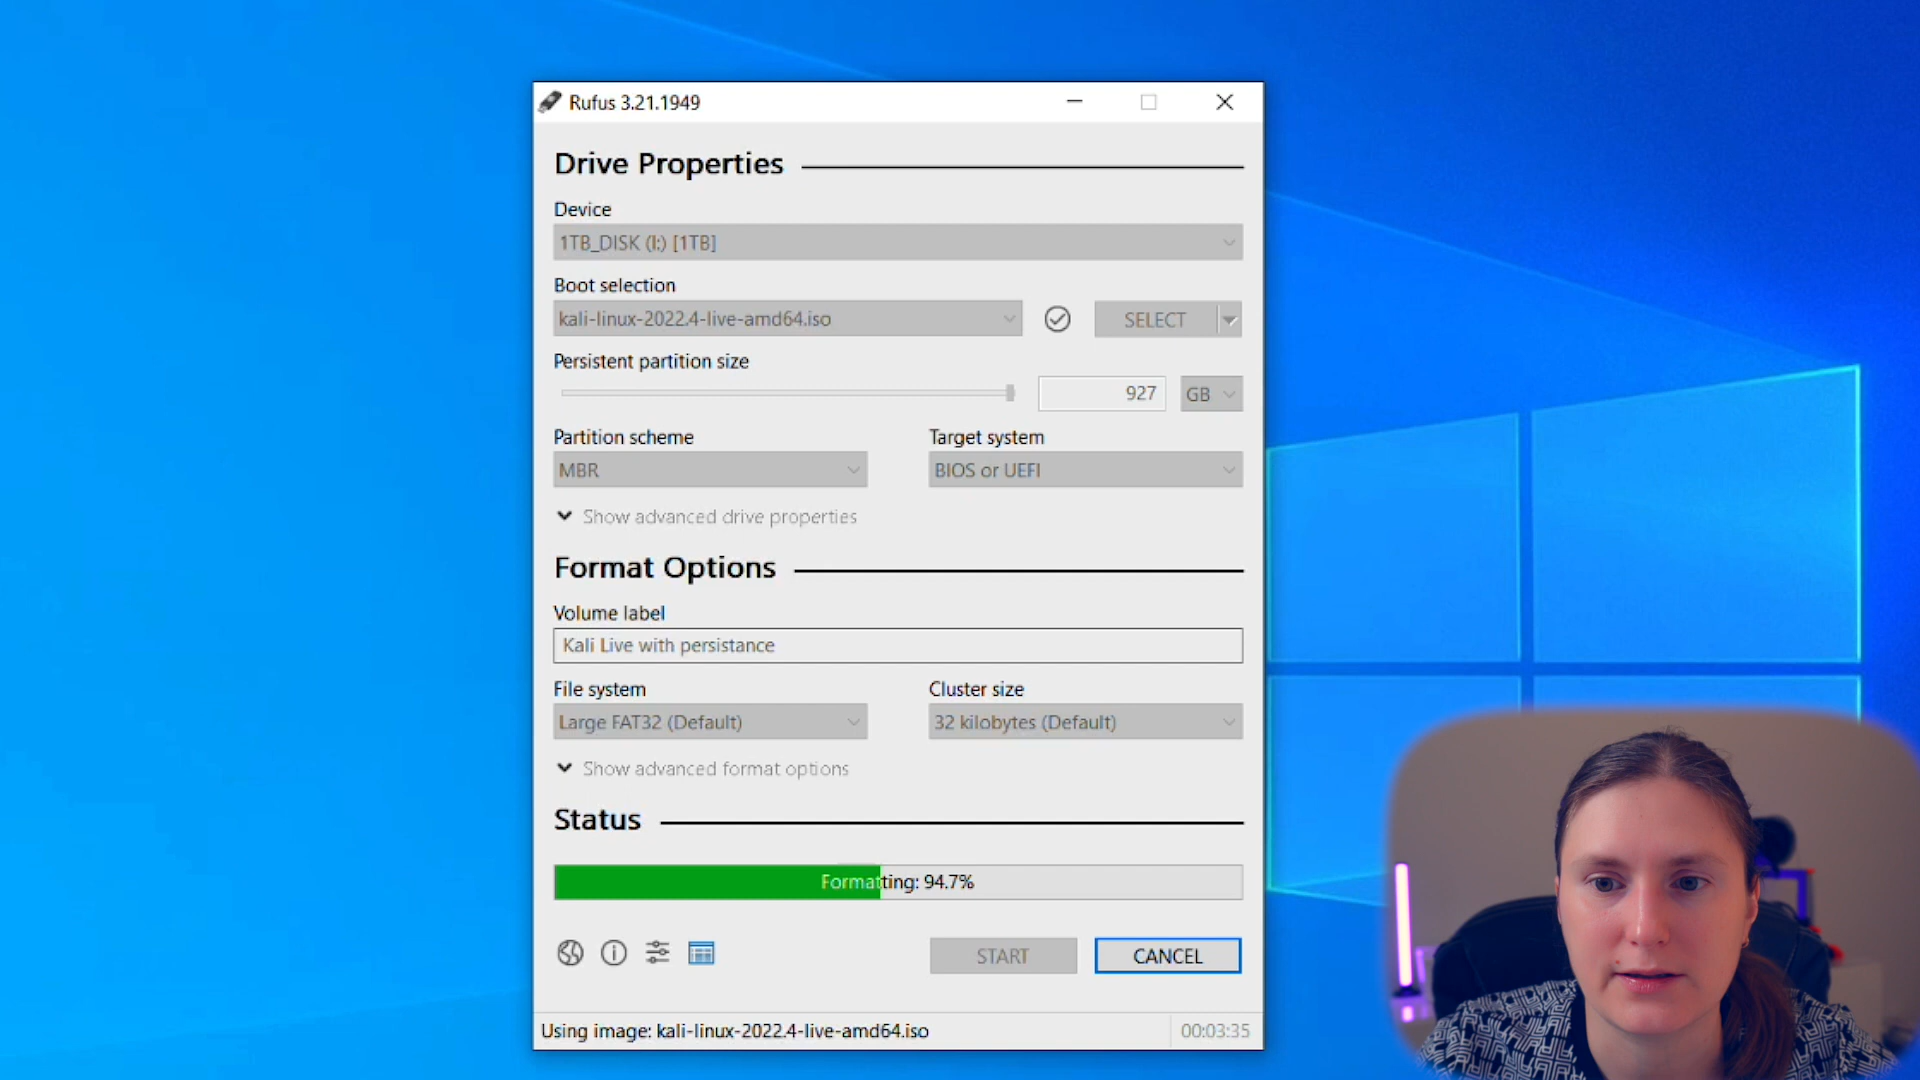 Rufus 3.21.1949
Drive Properties
Device
1TB_DISK (I:) [1TB]
Boot selection
kali-linux-2022.4-live-amd64.iso
SELECT
Persistent partition size
927
GB
Partition scheme
Target system
MBR
BIOS or UEFI
Show advanced drive properties
Format Options
Volume label
Kali Live with persistance
File system
Cluster size
Large FAT32 (Default)
32 kilobytes (Default)
Show advanced format options
Status
Formatting: 94.7%
START
CANCEL
Using image: kali-linux-2022.4-live-amd64.iso
00:03:35